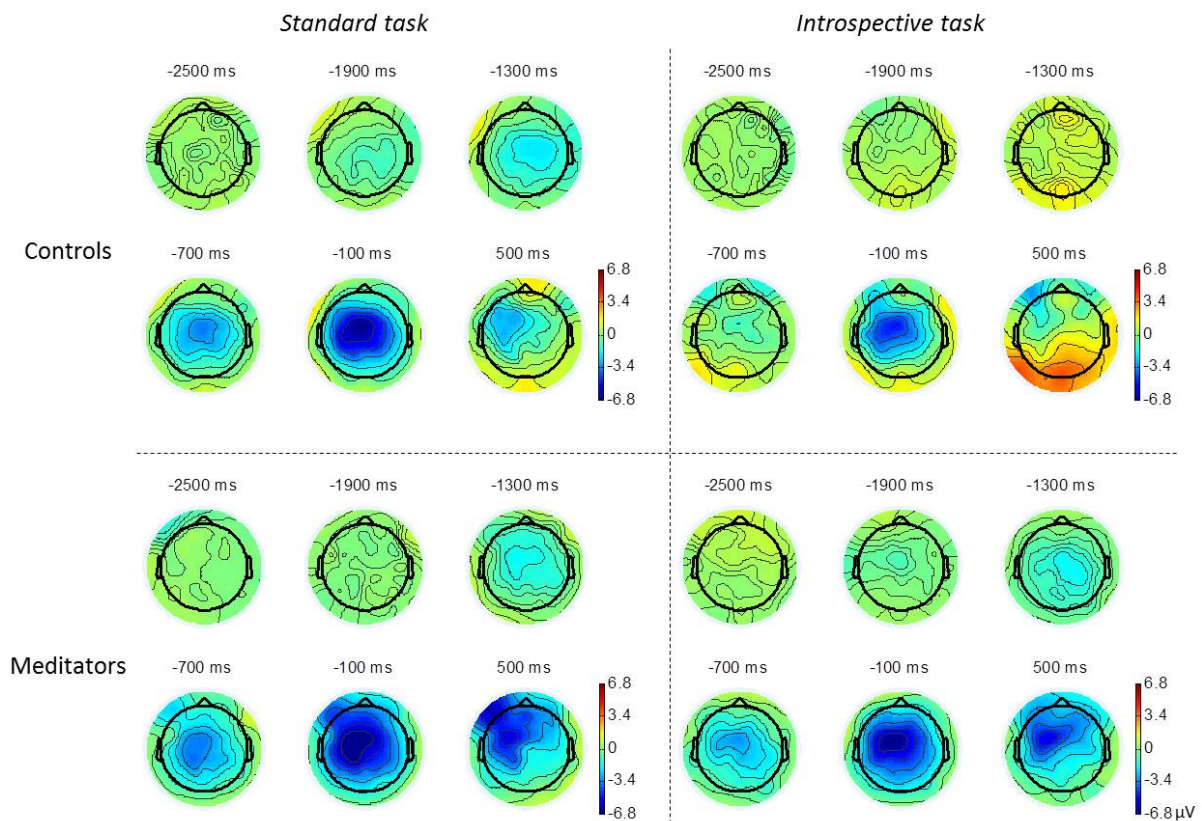 Standard task
Introspective task
-2500 ms
-1900 ms
-1300 ms
-2500 ms
-1900 ms
-1300 ms
Controls
-700 ms
-100 ms
500 ms
6.8
3.4
0
-3.4
-6.8
-700 ms
-100 ms
500 ms
6.8
3.4
0
-3.4
-6.8
-2500 ms
-1900 ms
-1300 ms
-2500 ms
-1900 ms
-1300 ms
Meditators
-700 ms
-100 ms
500 ms
6.8
3.4
0
-3.4
-6.8
-700 ms
-100 ms
500 ms
6.8
3.4
0
-3.4
-6.8 µV